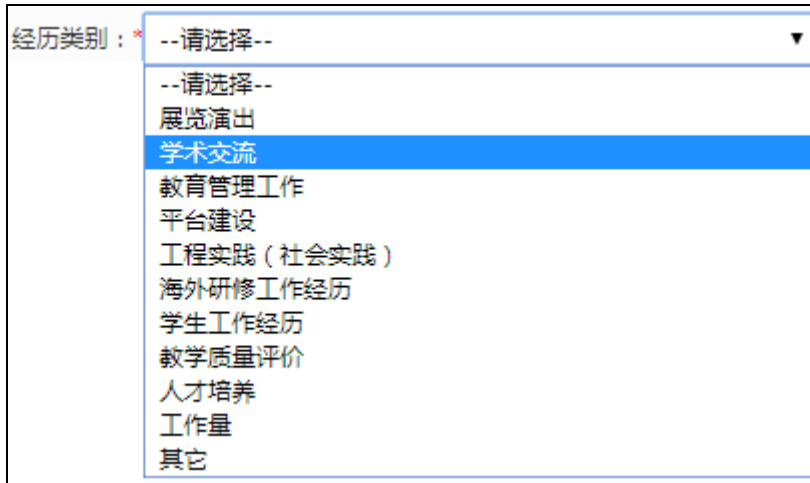 经历类别：* --请选择--
--请选择--
展览演出
学术交流
教育管理工作
平台建设
工程实践（社会实践）
海外研修工作经历
学生工作经历
教学质量评价
人才培养
工作量
其它